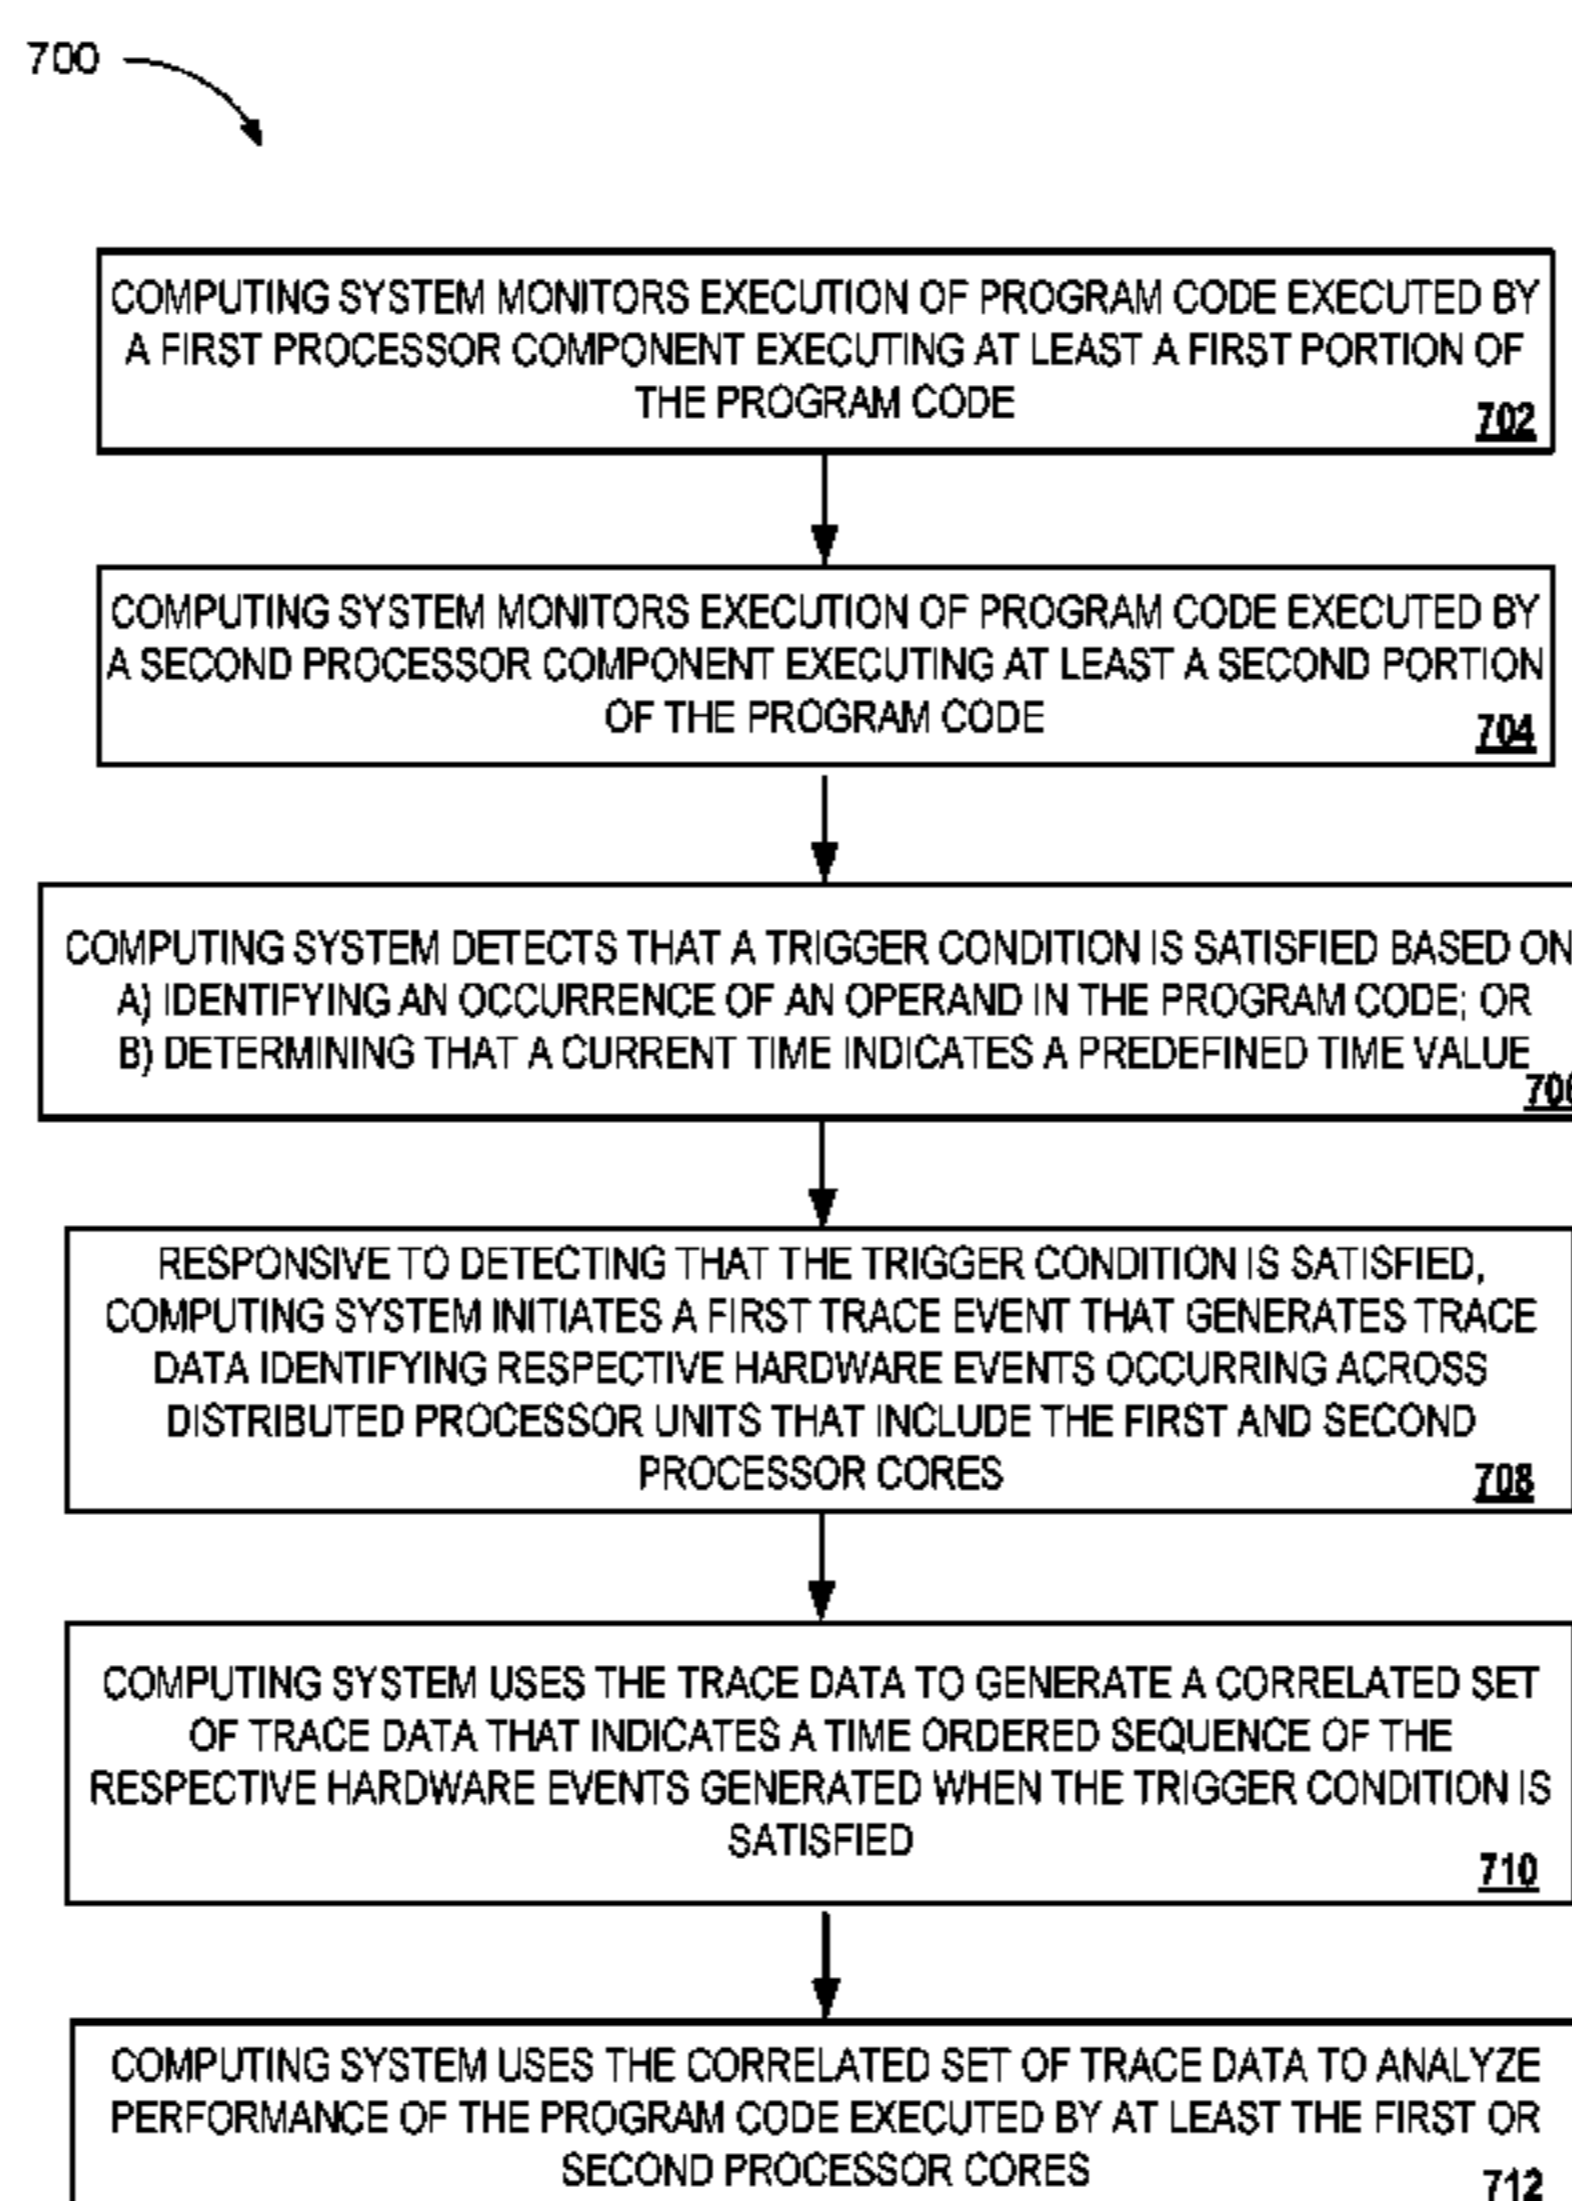 700
COMPUTING SYSTEM MONITORS EXECUTION OF PROGRAM CODE EXECUTED BY
A FIRST PROCESSOR COMPONENT EXECUTING AT LEAST A FIRST PORTION OF
THE PROGRAM CODE
702
COMPUTING SYSTEM MONITORS EXECUTION OF PROGRAM CODE EXECUTED BY
A SECOND PROCESSOR COMPONENT EXECUTING AT LEAST A SECOND PORTION
OF THE PROGRAM CODE
704
COMPUTING SYSTEM DETECTS THAT A TRIGGER CONDITION IS SATISFIED BASED ON
A) IDENTIFYING AN OCCURRENCE OF AN OPERAND IN THE PROGRAM CODE; OR
B) DETERMINING THAT A CURRENT TIME INDICATES A PREDEFINED TIME VALUE
706
RESPONSIVE TO DETECTING THAT THE TRIGGER CONDITION IS SATISFIED,
COMPUTING SYSTEM INITIATES A FIRST TRACE EVENT THAT GENERATES TRACE
DATA IDENTIFYING RESPECTIVE HARDWARE EVENTS OCCURRING ACROSS
DISTRIBUTED PROCESSOR UNITS THAT INCLUDE THE FIRST AND SECOND
PROCESSOR CORES
708
COMPUTING SYSTEM USES THE TRACE DATA TO GENERATE A CORRELATED SET
OF TRACE DATA THAT INDICATES A TIME ORDERED SEQUENCE OF THE
RESPECTIVE HARDWARE EVENTS GENERATED WHEN THE TRIGGER CONDITION IS
SATISFIED
710
COMPUTING SYSTEM USES THE CORRELATED SET OF TRACE DATA TO ANALYZE
PERFORMANCE OF THE PROGRAM CODE EXECUTED BY AT LEAST THE FIRST OR
SECOND PROCESSOR CORES
712